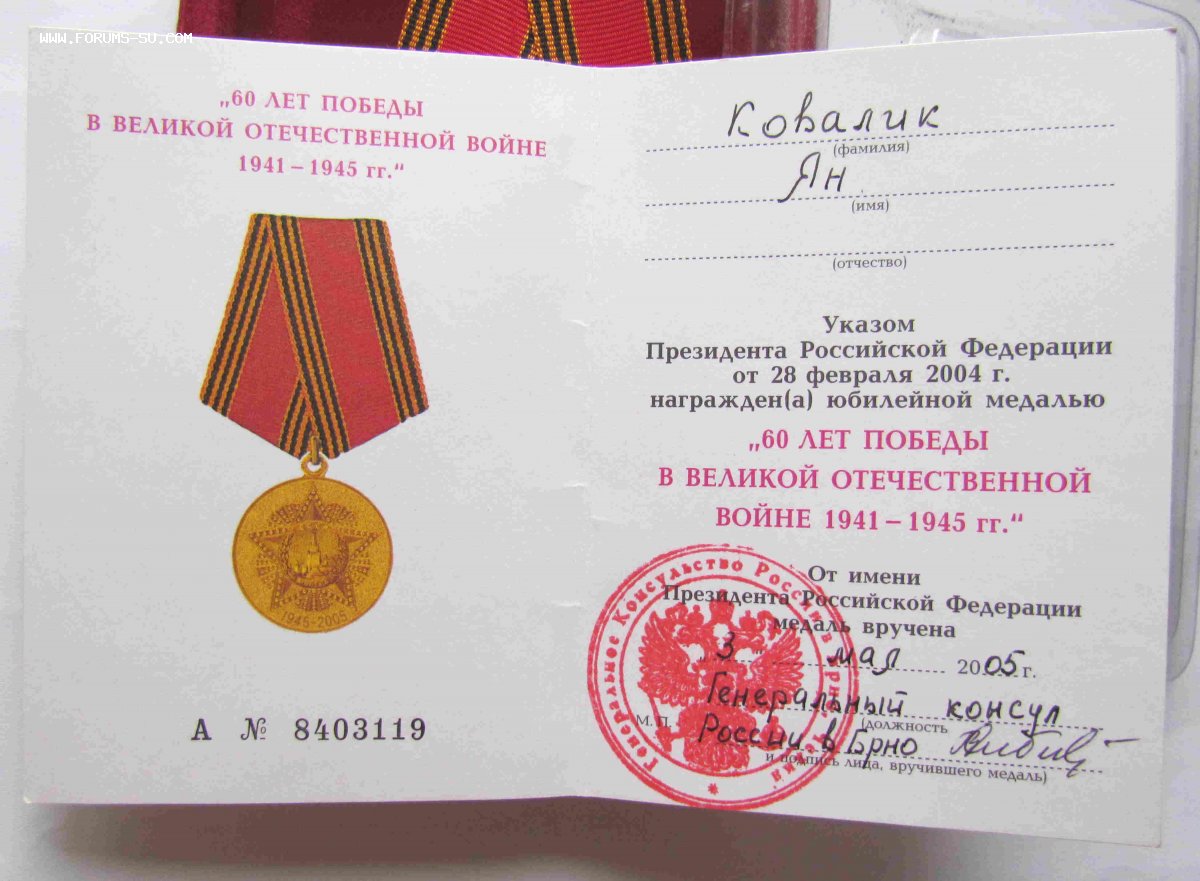 WWW.FORUMS-SU.COM
„60 ЛЕТ ПОБЕДЫ
В ВЕЛИКОЙ ОТЕЧЕСТВЕННОЙ ВОЙНЕ
1941 – 1945 гг.“
1945-2005
А № 8403119
Ковалик
(фамилия)
Ян
(имя)
(отчество)
Указом
Президента Российской Федерации
от 28 февраля 2004 г.
награжден(а) юбилейной медалью
„60 ЛЕТ ПОБЕДЫ
В ВЕЛИКОЙ ОТЕЧЕСТВЕННОЙ
ВОЙНЕ 1941 – 1945 гг.“
От имени
Президента Российской Федерации
медаль вручена
„3“ мая 2005 г.
Генеральный консул
М.П. (должность
России в Брно
и подпись лица, вручившего медаль)
Генеральное Консульство России в Брно